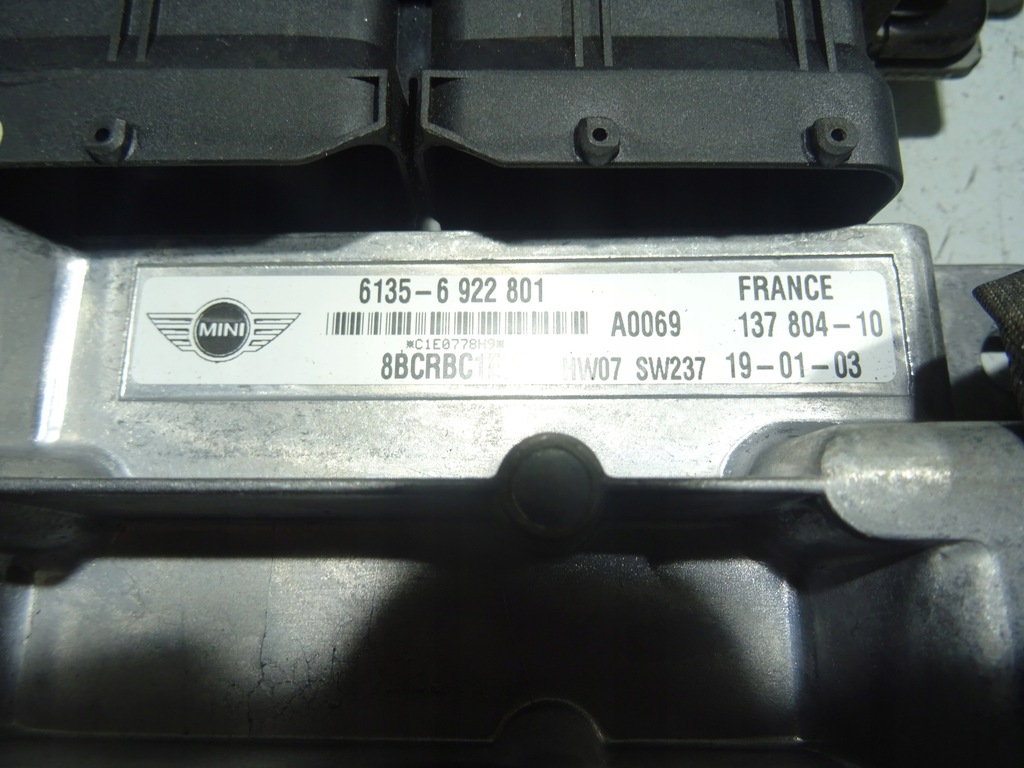 MINI
6135-6 922 801 FRANCE
A0069 137 804-10
*C1E0778H9*
HW07 SW237 19-01-03